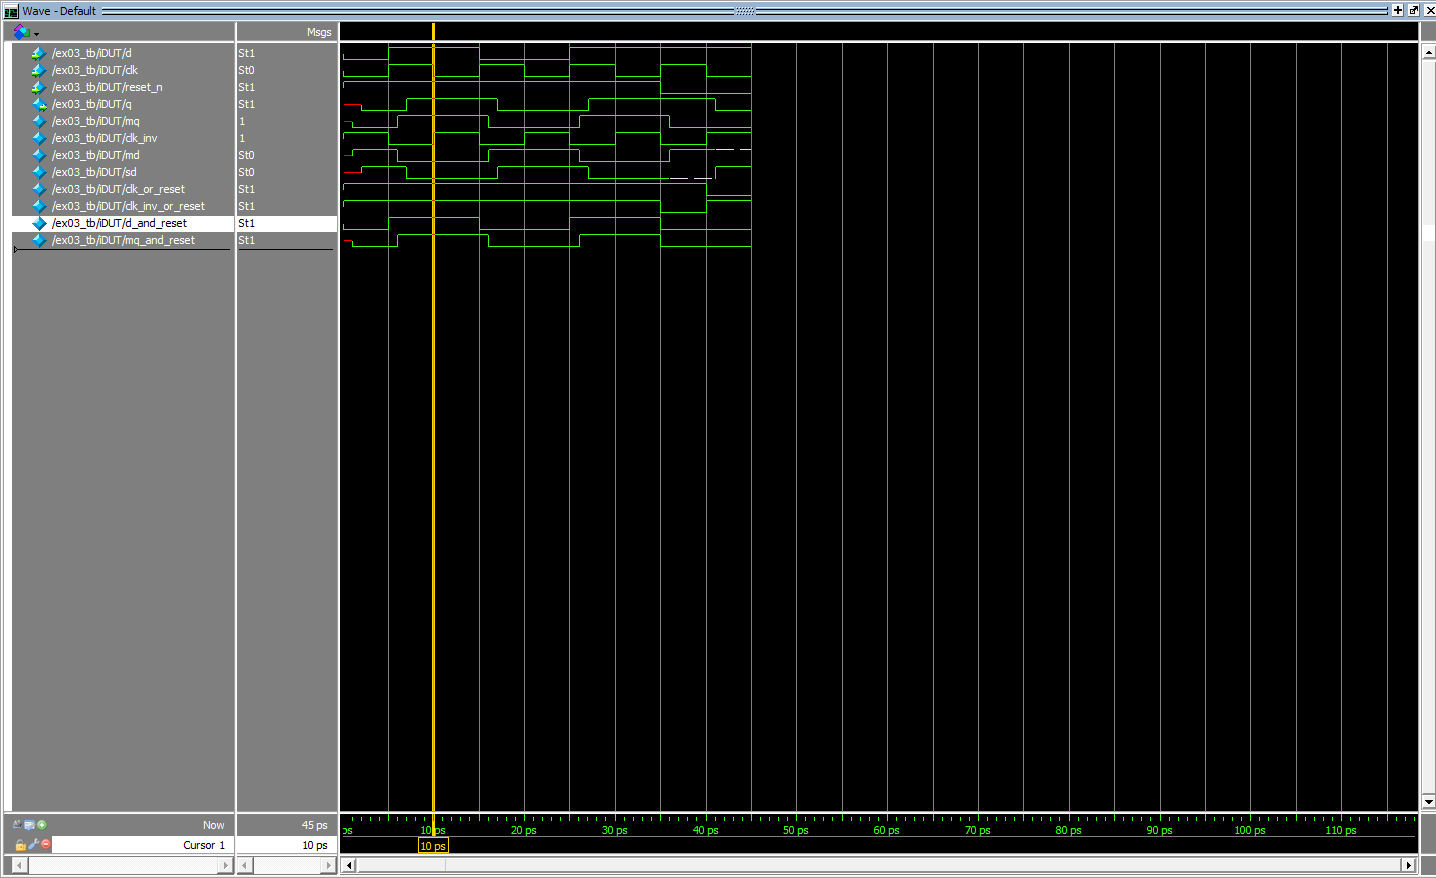 Wave - Default
Msgs
/ex03_tb/iDUT/d St1
/ex03_tb/iDUT/clk St0
/ex03_tb/iDUT/reset_n St1
/ex03_tb/iDUT/q St1
/ex03_tb/iDUT/mq 1
/ex03_tb/iDUT/clk_inv 1
/ex03_tb/iDUT/md St0
/ex03_tb/iDUT/sd St0
/ex03_tb/iDUT/clk_or_reset St1
/ex03_tb/iDUT/clk_inv_or_reset St1
/ex03_tb/iDUT/d_and_reset St1
/ex03_tb/iDUT/mq_and_reset St1
Now 45 ps ps 10 ps 20 ps 30 ps 40 ps 50 ps 60 ps 70 ps 80 ps 90 ps 100 ps 110 ps
Cursor 1 10 ps 10 ps